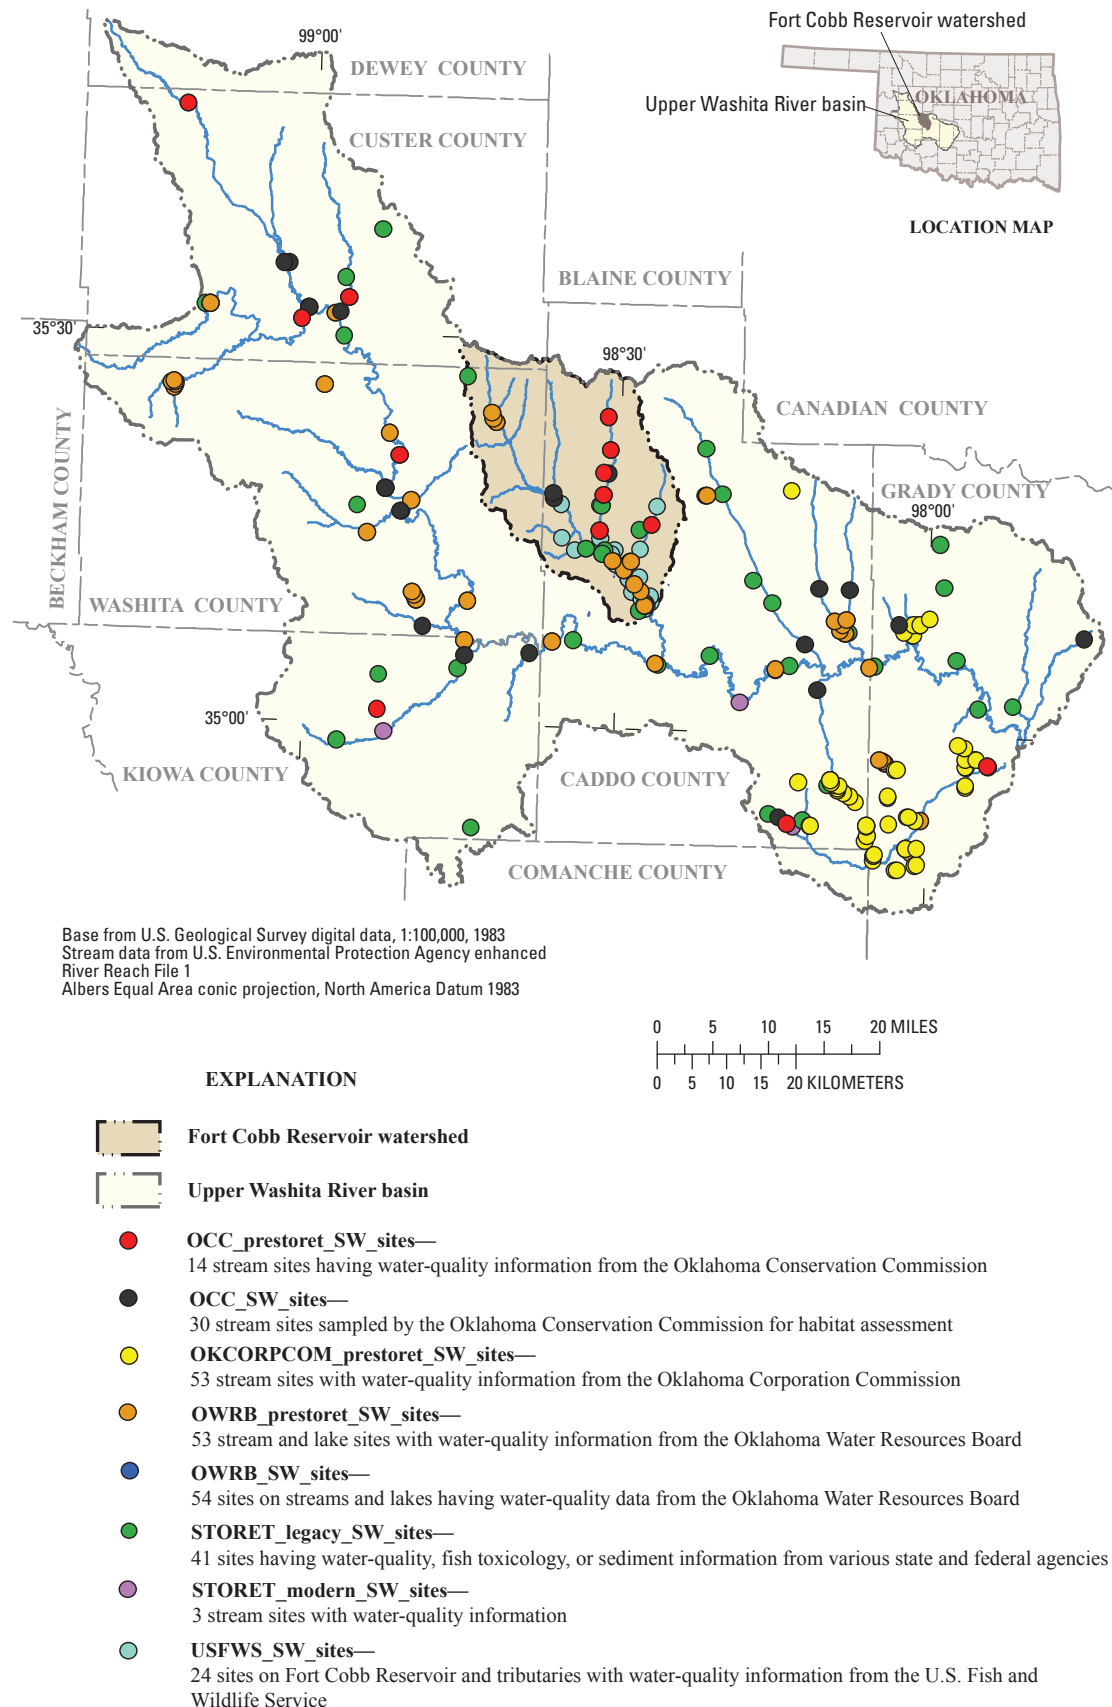 Fort Cobb Reservoir watershed
99°00'
DEWEY COUNTY
Upper Washita River basin
OKLAHOMA
CUSTER COUNTY
LOCATION MAP
BLAINE COUNTY
35°30'
98°30'
CANADIAN COUNTY
BECKHAM COUNTY
GRADY COUNTY
98°00'
WASHITA COUNTY
35°00'
KIOWA COUNTY
CADDO COUNTY
COMANCHE COUNTY
Base from U.S. Geological Survey digital data, 1:100,000, 1983
Stream data from U.S. Environmental Protection Agency enhanced
River Reach File 1
Albers Equal Area conic projection, North America Datum 1983
0 5 10 15 20 MILES
0 5 10 15 20 KILOMETERS
EXPLANATION
Fort Cobb Reservoir watershed
Upper Washita River basin
OCC_prestoret_SW_sites—
14 stream sites having water-quality information from the Oklahoma Conservation Commission
OCC_SW_sites—
30 stream sites sampled by the Oklahoma Conservation Commission for habitat assessment
OKCORPCOM_prestoret_SW_sites—
53 stream sites with water-quality information from the Oklahoma Corporation Commission
OWRB_prestoret_SW_sites—
53 stream and lake sites with water-quality information from the Oklahoma Water Resources Board
OWRB_SW_sites—
54 sites on streams and lakes having water-quality data from the Oklahoma Water Resources Board
STORET_legacy_SW_sites—
41 sites having water-quality, fish toxicology, or sediment information from various state and federal agencies
STORET_modern_SW_sites—
3 stream sites with water-quality information
USFWS_SW_sites—
24 sites on Fort Cobb Reservoir and tributaries with water-quality information from the U.S. Fish and
Wildlife Service